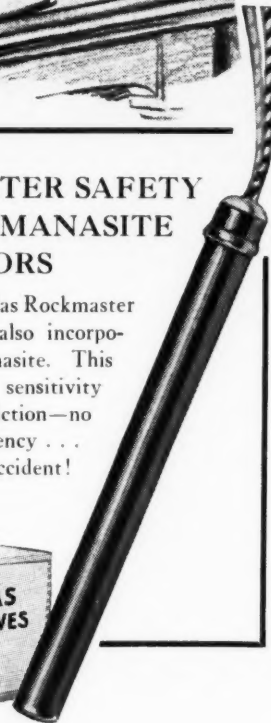 TER SAFETY
MANASITE
ORS
as Rockmaster
also incorpo-
nasite. This
sensitivity
ction—no
ency . . .
ccident!
AS
VES